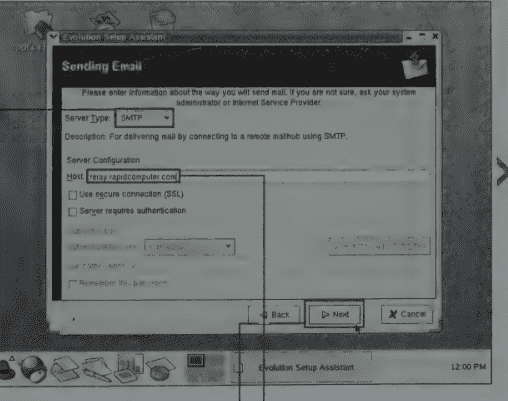 Evolution Setup Assistant
Sending Email
Please enter information about the way you will send mail. If you are not sure, ask your system
administrator or Internet Service Provider.
Server Type: SMTP
Description: For delivering mail by connecting to a remote mailhub using SMTP.
Server Configuration
Host: relay.rapidcomputer.com
Use secure connection (SSL)
Server requires authentication
Remember this password
Back Next Cancel
Evolution Setup Assistant 12:00 PM